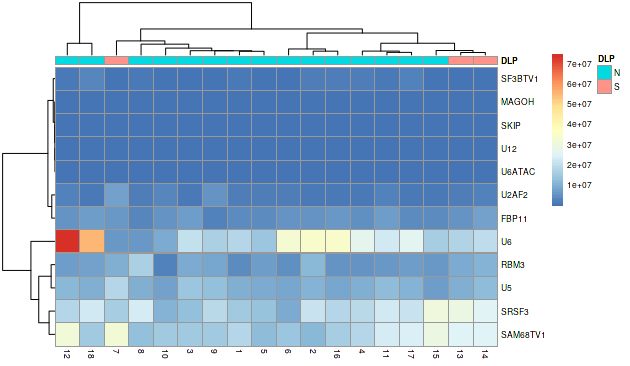 DLP
SF3BTV1
MAGOH
SKIP
U12
U6ATAC
U2AF2
FBP11
U6
RBM3
U5
SRSF3
SAM68TV1
12 18 7 8 10 3 9 1 5 6 2 16 4 11 17 15 13 14
7e+07
6e+07
5e+07
4e+07
3e+07
2e+07
1e+07
DLP
N
S